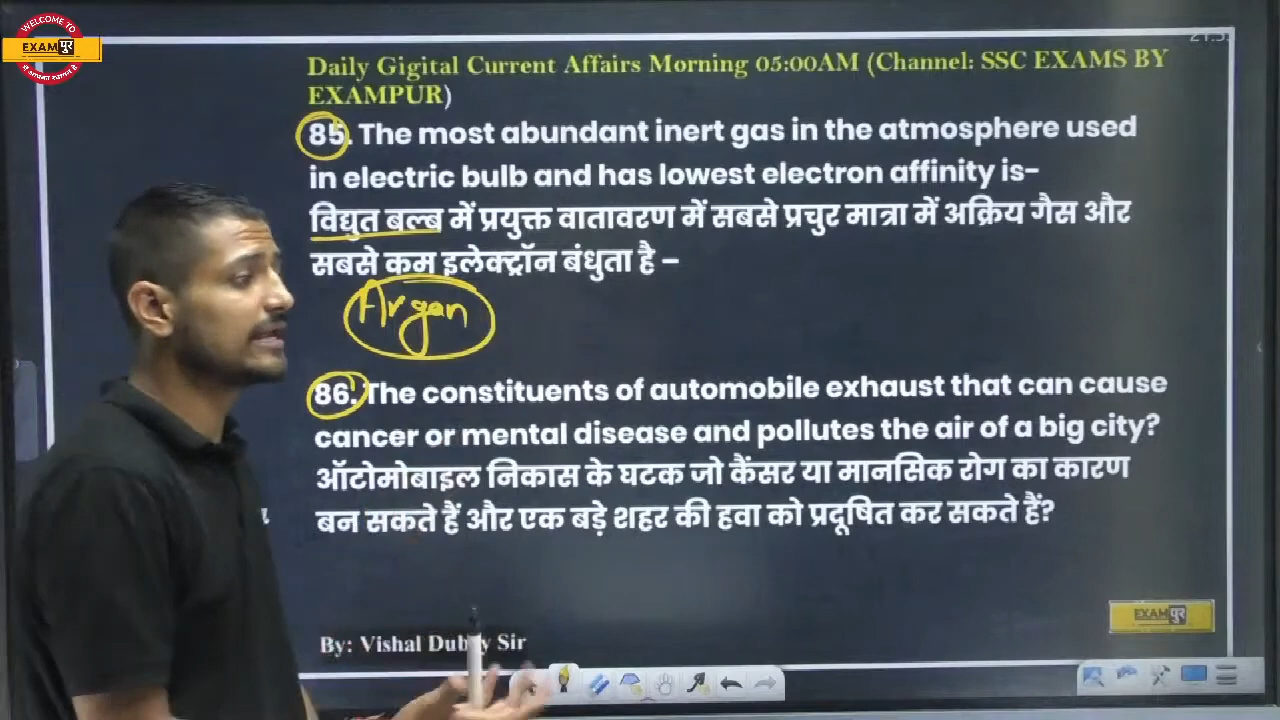 WELCOME TO
EXAMपुर
21:5
Daily Gigital Current Affairs Morning 05:00AM (Channel: SSC EXAMS BY
EXAMPUR)
85. The most abundant inert gas in the atmosphere used
in electric bulb and has lowest electron affinity is-
विद्युत बल्ब में प्रयुक्त वातावरण में सबसे प्रचुर मात्रा में अक्रिय गैस और
सबसे कम इलेक्ट्रॉन बंधुता है –
Argan
86. The constituents of automobile exhaust that can cause
cancer or mental disease and pollutes the air of a big city?
ऑटोमोबाइल निकास के घटक जो कैंसर या मानसिक रोग का कारण
बन सकते हैं और एक बड़े शहर की हवा को प्रदूषित कर सकते हैं?
EXAMपुर
By: Vishal Dubey Sir